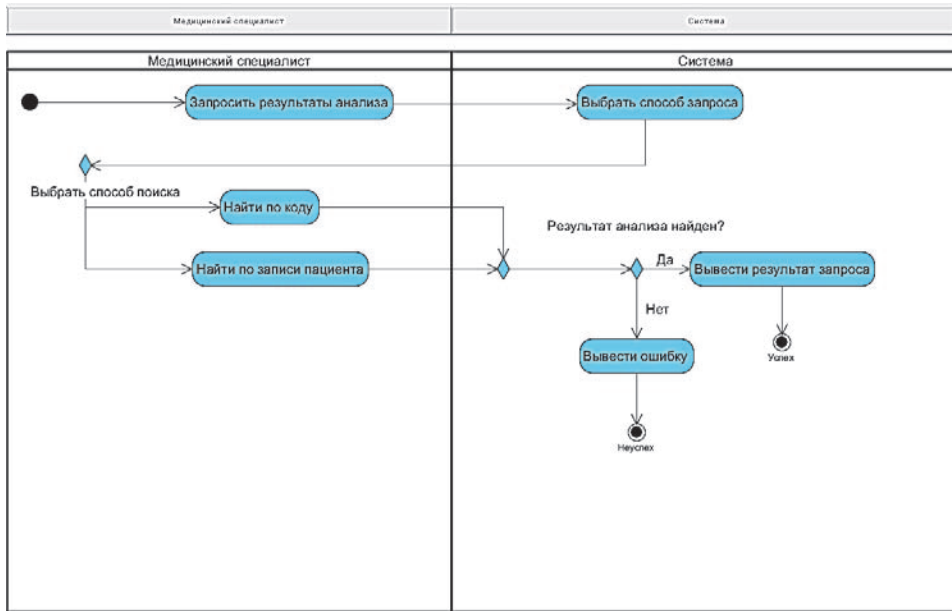 Медицинский специалист
Система
Медицинский специалист
Система
Запросить результаты анализа
Выбрать способ запроса
Выбрать способ поиска
Найти по коду
Результат анализа найден?
Найти по записи пациента
Да
Вывести результат запроса
Нет
Вывести ошибку
Успех
Неуспех